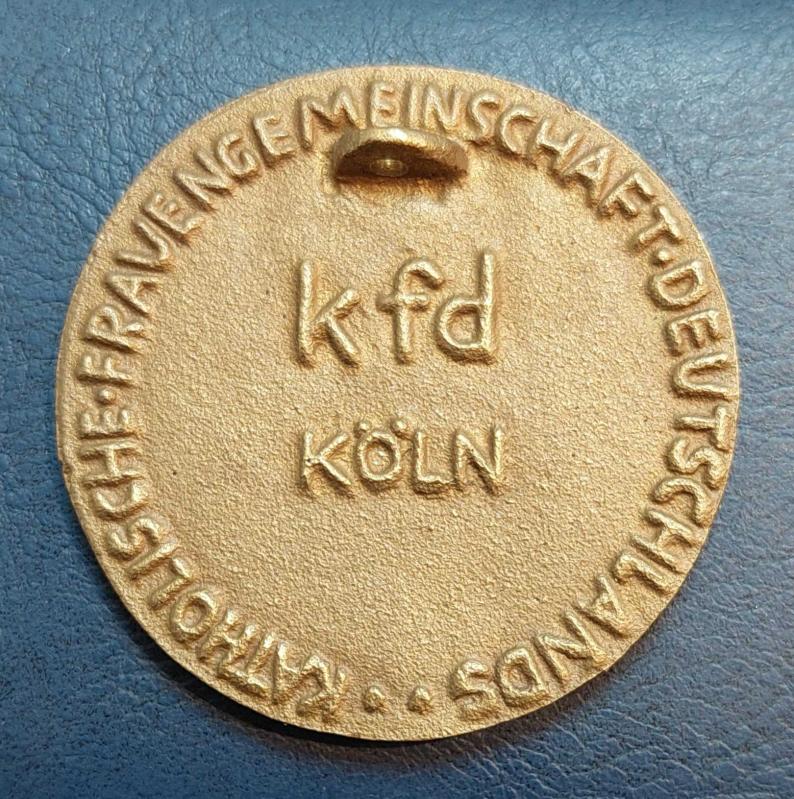 KATHOLISCHE·FRAUENGEMEINSCHAFT·DEUTSCHLANDS··
kfd
KÖLN